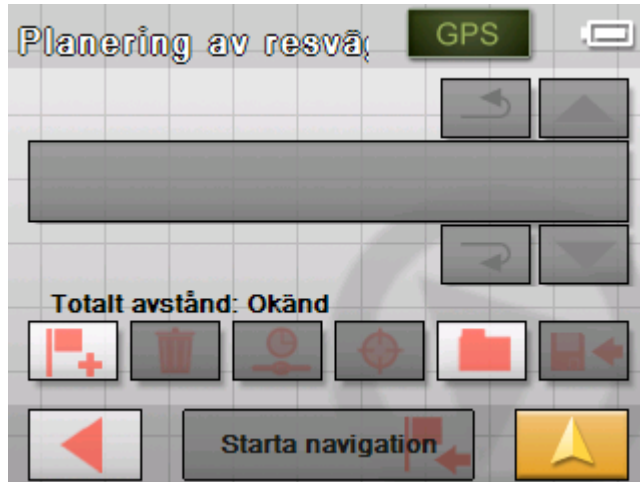 Planering av resväg
GPS
Totalt avstånd: Okänd
Starta navigation